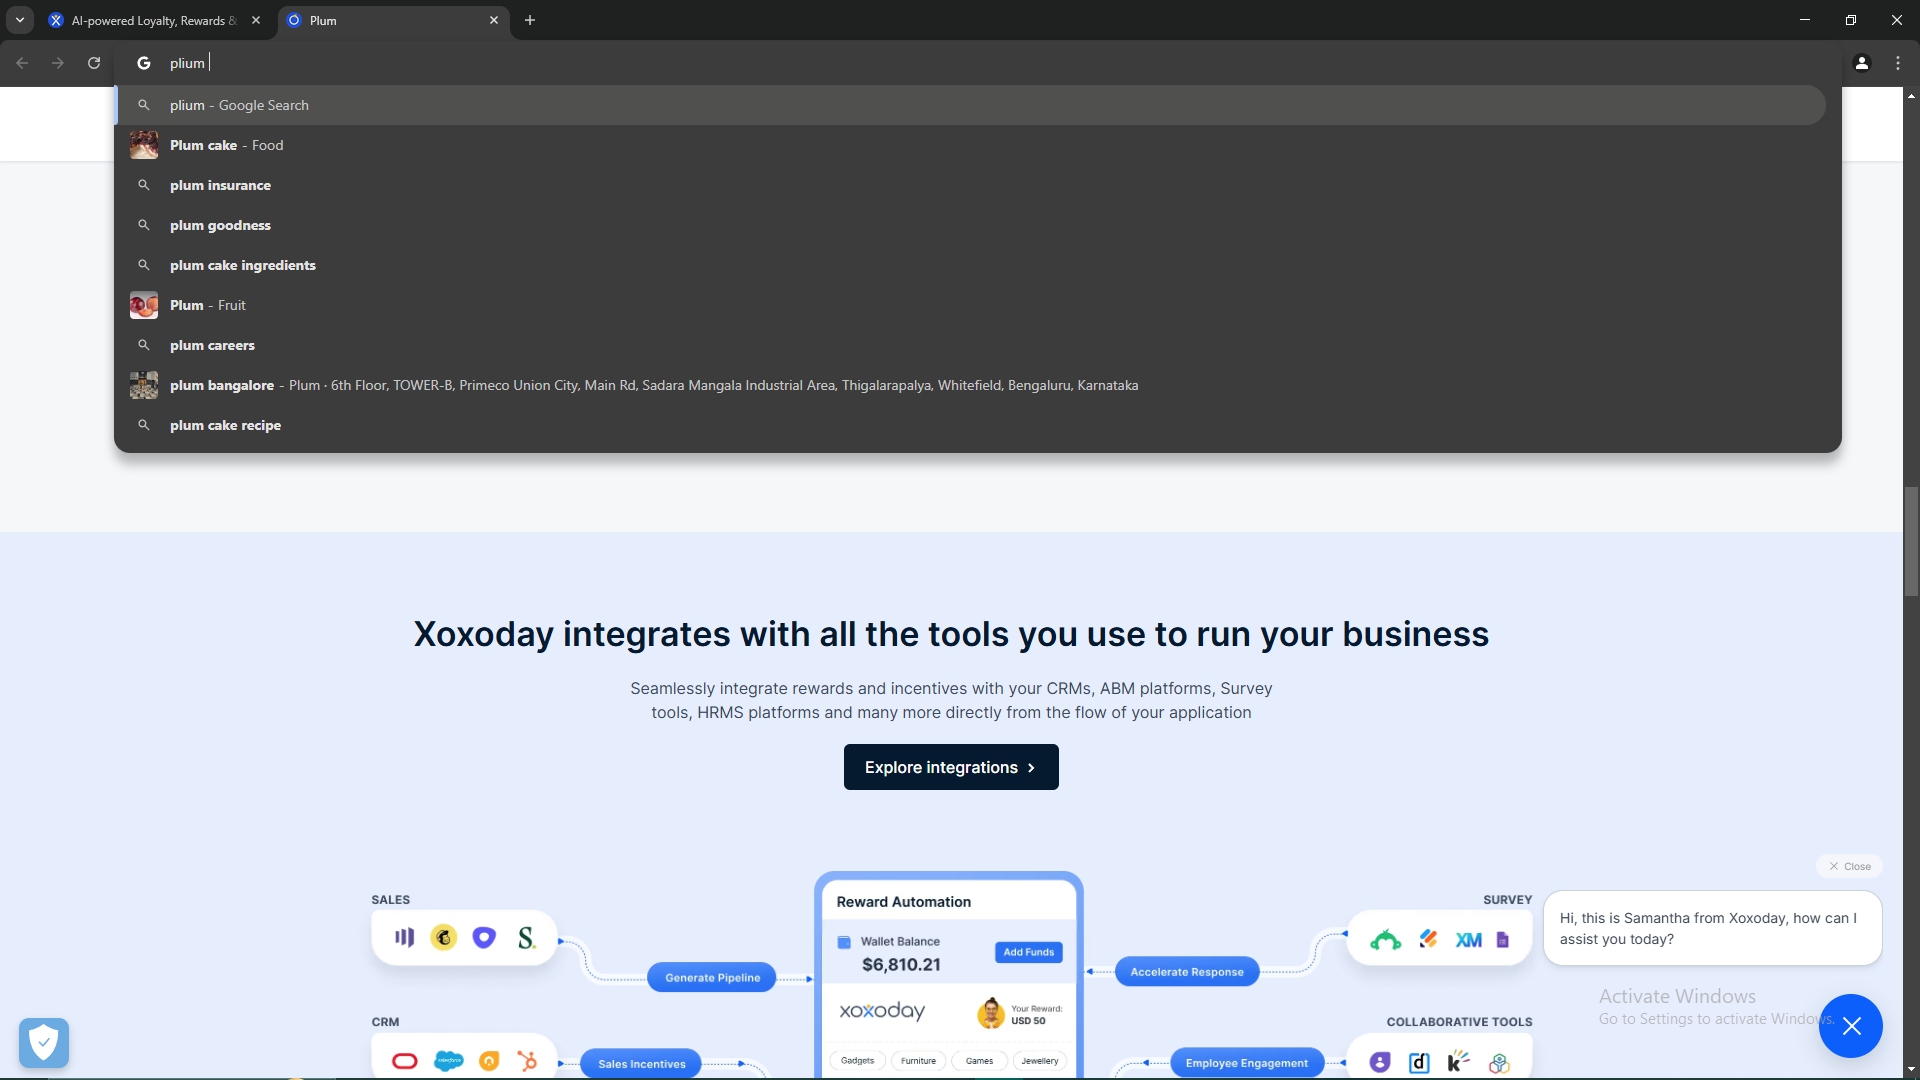 AI-powered Loyalty, Rewards &
Plum
plium
plium - Google Search
Plum cake - Food
plum insurance
plum goodness
plum cake ingredients
Plum - Fruit
plum careers
plum bangalore - Plum · 6th Floor, TOWER-B, Primeco Union City, Main Rd, Sadara Mangala Industrial Area, Thigalarapalya, Whitefield, Bengaluru, Karnataka
plum cake recipe
Xoxoday integrates with all the tools you use to run your business
Seamlessly integrate rewards and incentives with your CRMs, ABM platforms, Survey
tools, HRMS platforms and many more directly from the flow of your application
Explore integrations
Close
SALES
S.
Generate Pipeline
Reward Automation
Wallet Balance
$6,810.21
Add Funds
xoxoday
Your Reward:
USD 50
Gadgets
Furniture
Games
Jewellery
SURVEY
XM
Accelerate Response
Hi, this is Samantha from Xoxoday, how can I
assist you today?
Activate Windows
Go to Settings to activate Windows.
CRM
salesforce
Sales Incentives
COLLABORATIVE TOOLS
Employee Engagement
d
k